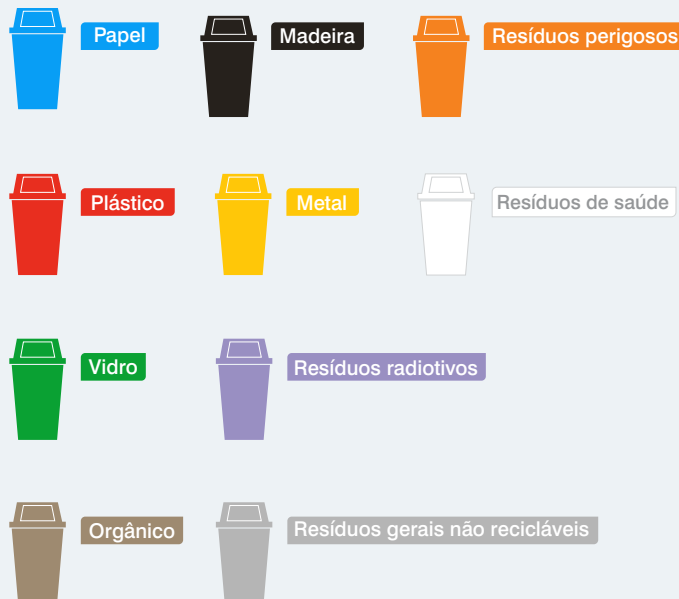 Papel
Madeira
Resíduos perigosos
Plástico
Metal
Resíduos de saúde
Vidro
Resíduos radiotivos
Orgânico
Resíduos gerais não recicláveis